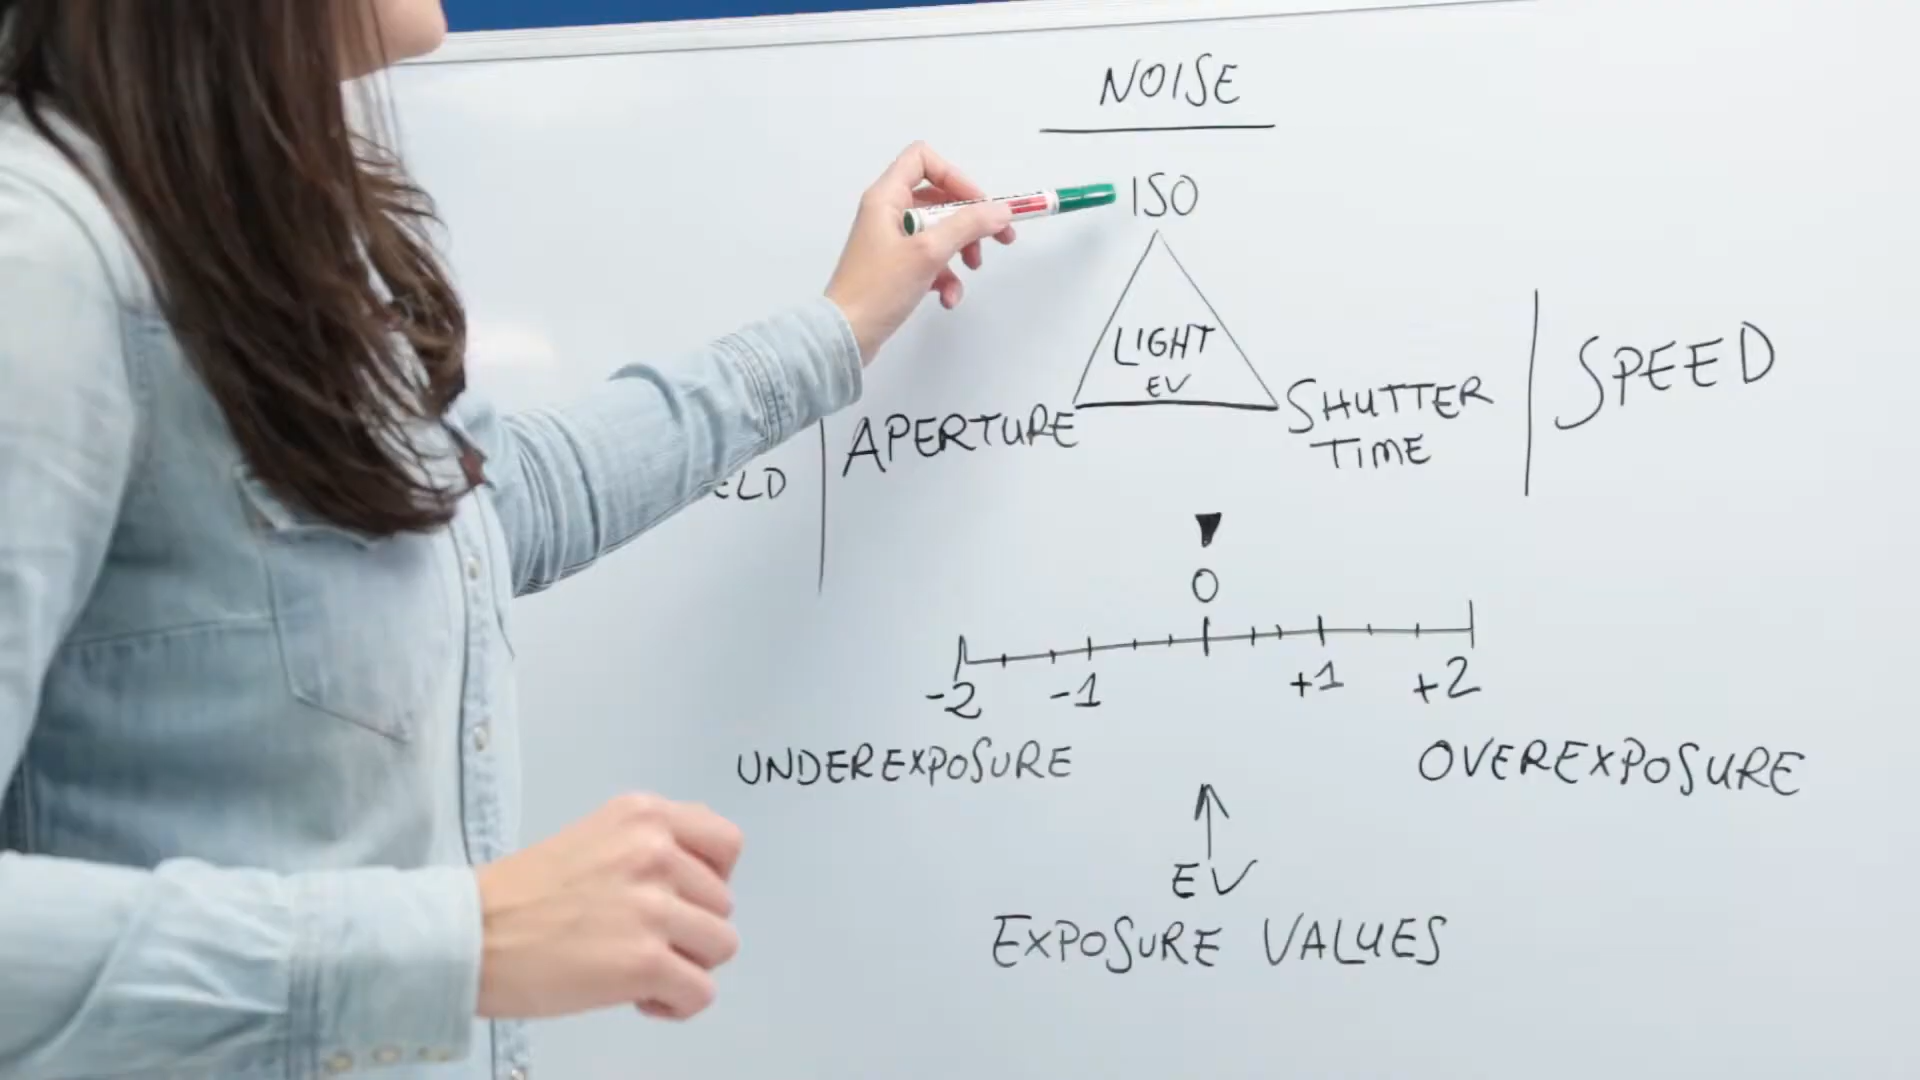 NOISE
ISO
LIGHT
EV
APERTURE
SHUTTER
TIME
SPEED
0
-2 -1 +1 +2
UNDEREXPOSURE
OVEREXPOSURE
EV
EXPOSURE VALUES